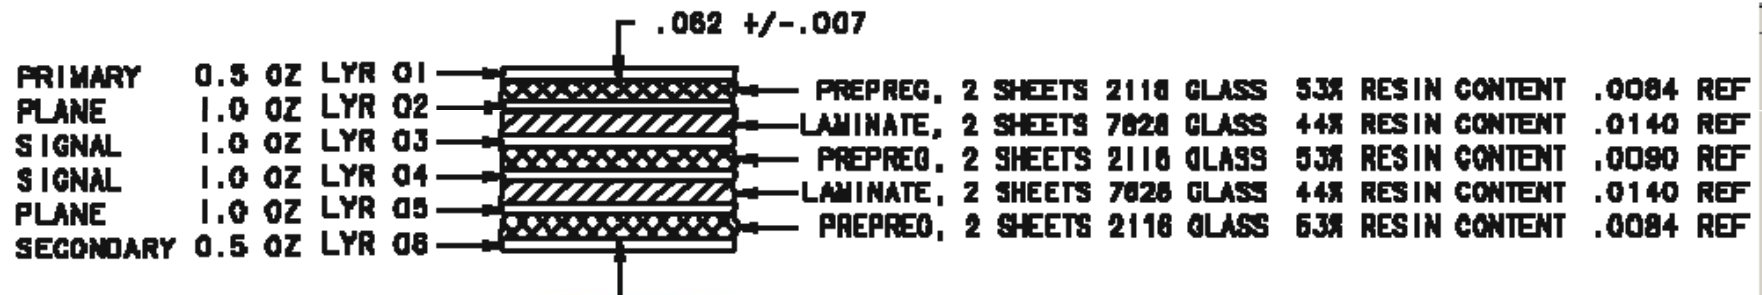 .062 +/-.007
PRIMARY 0.5 OZ LYR 01
PREPREG, 2 SHEETS 2116 GLASS 53% RESIN CONTENT .0084 REF
PLANE 1.0 OZ LYR 02
LAMINATE, 2 SHEETS 7628 GLASS 44% RESIN CONTENT .0140 REF
SIGNAL 1.0 OZ LYR 03
PREPREG, 2 SHEETS 2116 GLASS 53% RESIN CONTENT .0090 REF
SIGNAL 1.0 OZ LYR 04
LAMINATE, 2 SHEETS 7628 GLASS 44% RESIN CONTENT .0140 REF
PLANE 1.0 OZ LYR 05
PREPREG, 2 SHEETS 2116 GLASS 53% RESIN CONTENT .0084 REF
SECONDARY 0.5 OZ LYR 06